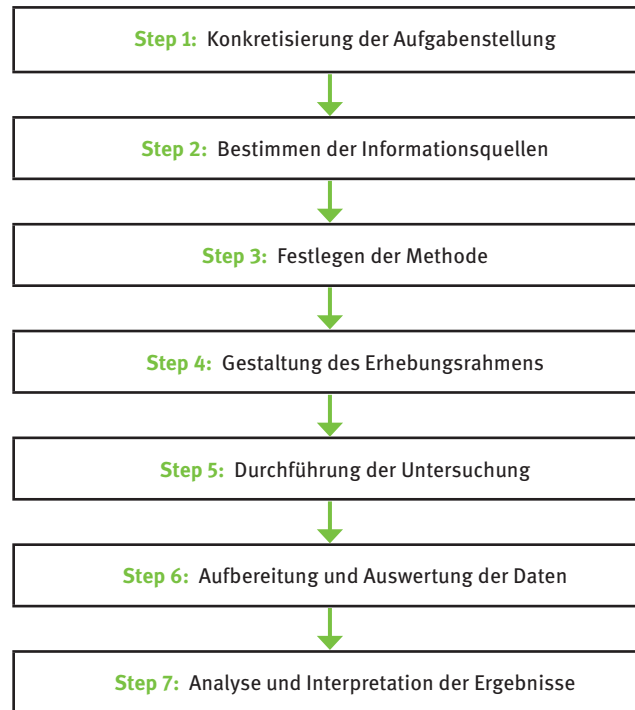 Step 1: Konkretisierung der Aufgabenstellung
Step 2: Bestimmen der Informationsquellen
Step 3: Festlegen der Methode
Step 4: Gestaltung des Erhebungsrahmens
Step 5: Durchführung der Untersuchung
Step 6: Aufbereitung und Auswertung der Daten
Step 7: Analyse und Interpretation der Ergebnisse